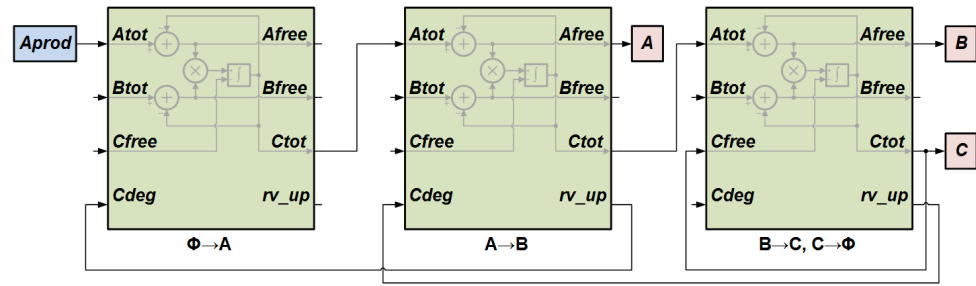 Aprod
Atot Afree
Btot Bfree
Cfree Ctot
Cdeg rv_up
Φ→A
Atot Afree
Btot Bfree
Cfree Ctot
Cdeg rv_up
A→B
A
Atot Afree
Btot Bfree
Cfree Ctot
Cdeg rv_up
B→C, C→Φ
B
C